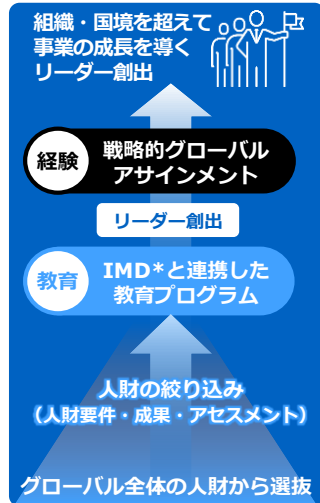 組織・国境を超えて
事業の成長を導く
リーダー創出
経験
戦略的グローバル
アサインメント
リーダー創出
教育
IMD*と連携した
教育プログラム
人財の絞り込み
（人財要件・成果・アセスメント）
グローバル全体の人財から選抜